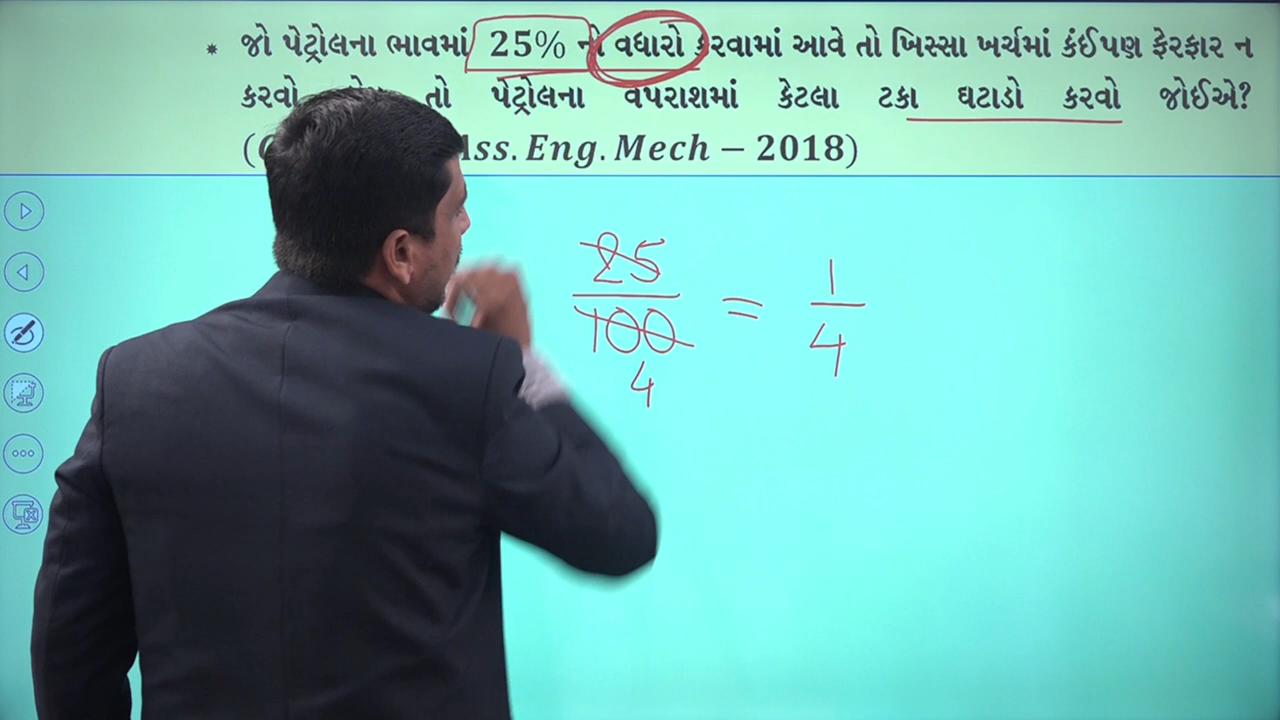 * જો પેટ્રોલના ભાવમાં 25% નો વધારો કરવામાં આવે તો ખિસ્સા ખર્ચમાં કંઈપણ ફેરફાર ન
કરવો તો પેટ્રોલના વપરાશમાં કેટલા ટકા ઘટાડો કરવો જોઈએ?
Ass. Eng. Mech – 2018)
25/100 = 1/4
4